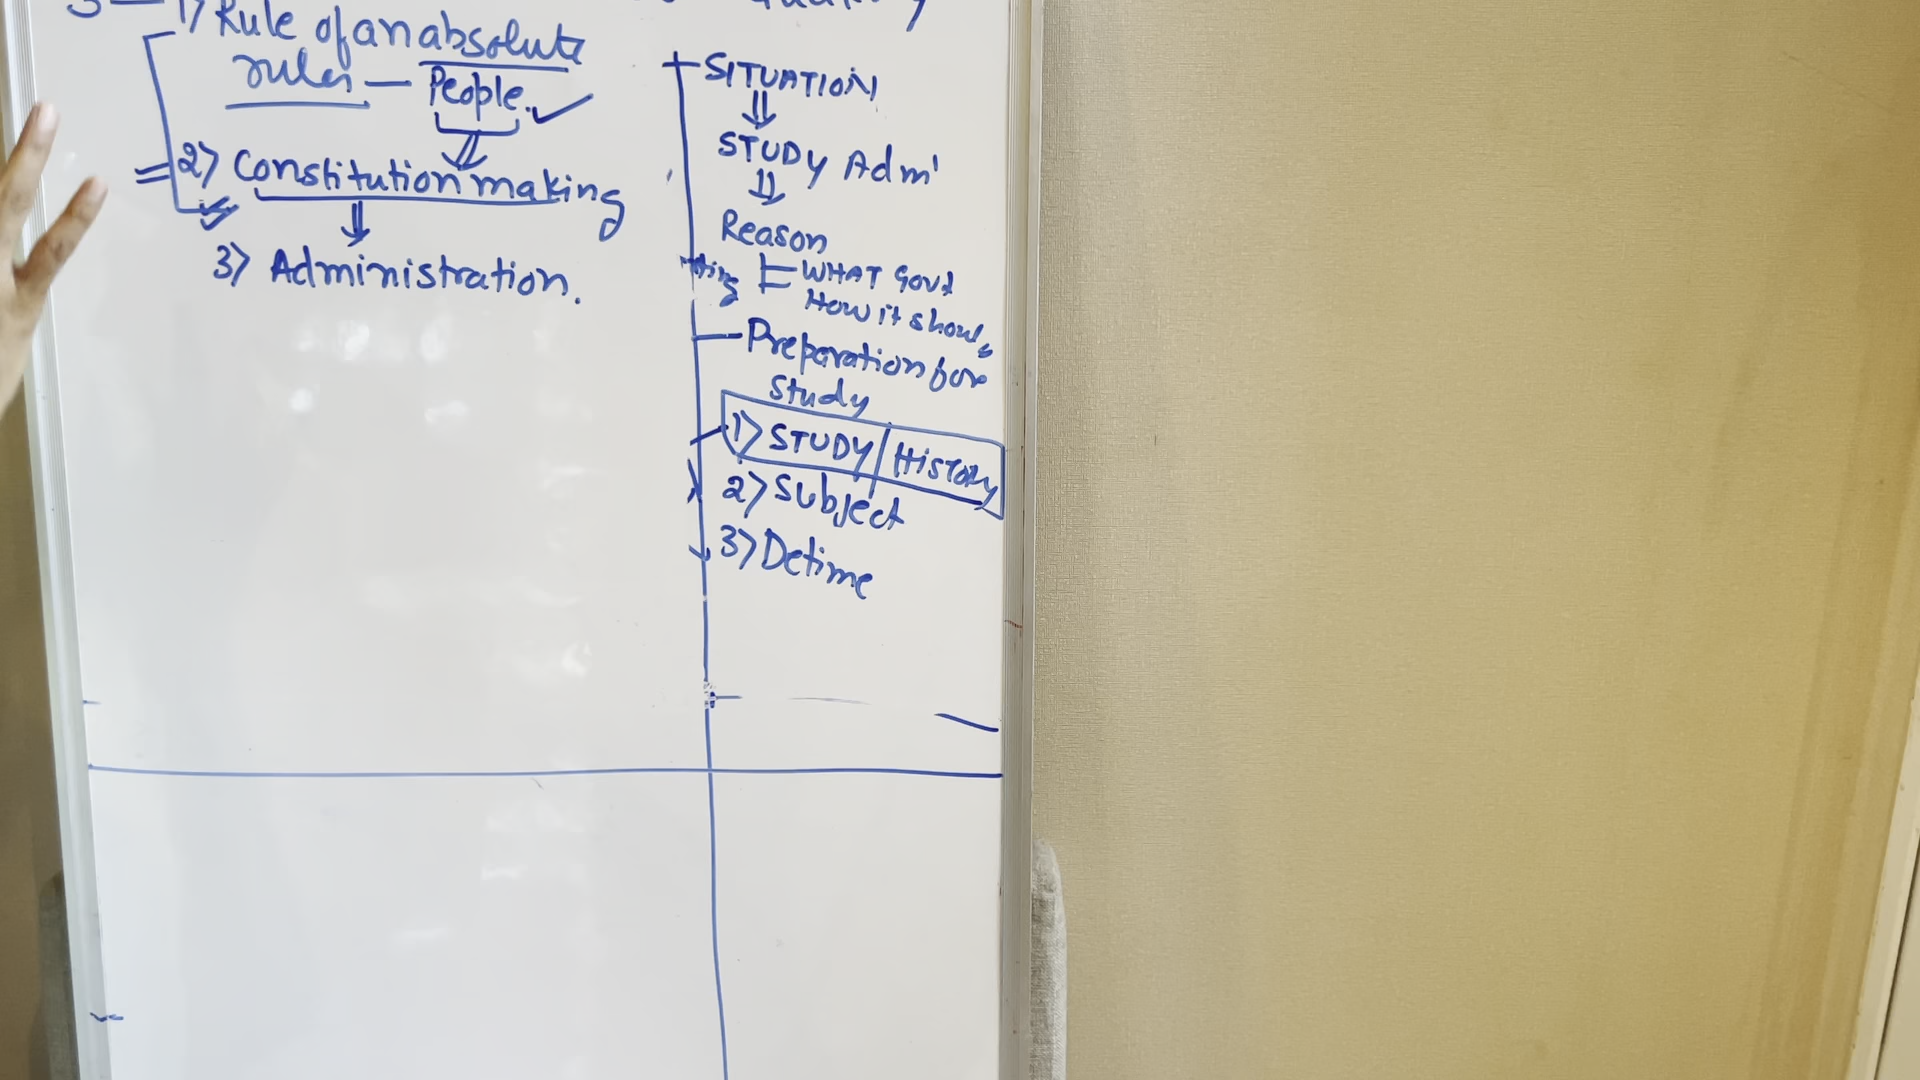 1) Rule of an absolute
ruler — People.
2) Constitution making
3) Administration.
SITUATION
STUDY Adm'
Reason
WHAT Govt
How it shou
Preparation for
Study
1) STUDY / HISTORY
2) Subject
3) Detime